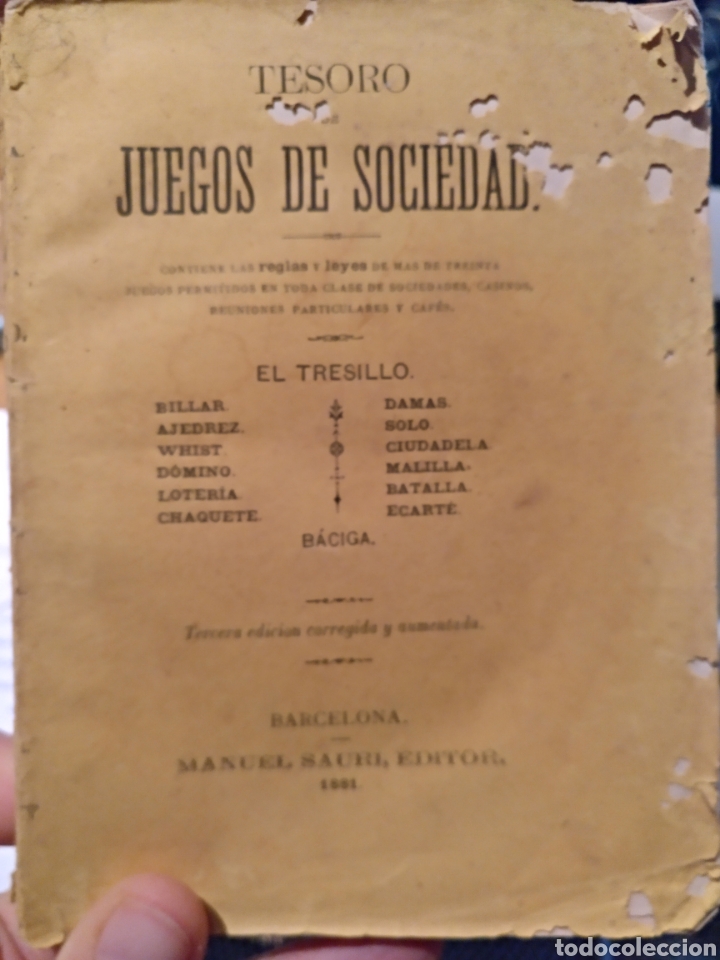 TESORO
DE
JUEGOS DE SOCIEDAD.
CONTIENE LAS reglas Y leyes DE MAS DE TREINTA
JUEGOS PERMITIDOS EN TODA CLASE DE SOCIEDADES, CASINOS,
REUNIONES PARTICULARES Y CAFÉS.
EL TRESILLO.
BILLAR.
AJEDREZ.
WHIST.
DÓMINO.
LOTERÍA.
CHAQUETE.
DAMAS.
SOLO.
CIUDADELA.
MALILLA.
BATALLA.
ECARTÉ.
BÁCIGA.
Tercera edicion corregida y aumentada.
BARCELONA.
MANUEL SAURI, EDITOR,
1881.
todocoleccion